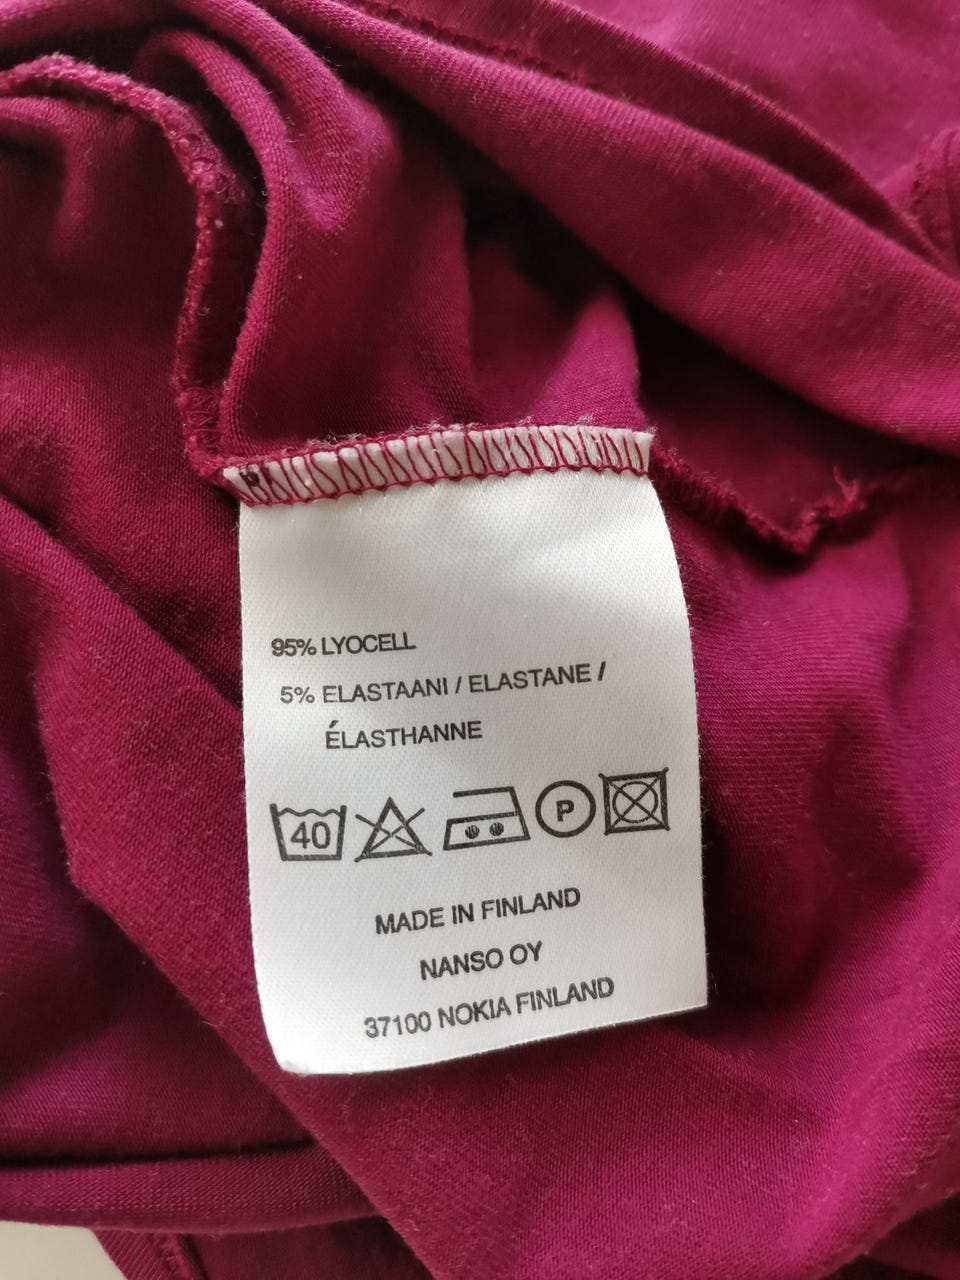 95% LYOCELL
5% ELASTAANI / ELASTANE /
ÉLASTHANNE
40
P
MADE IN FINLAND
NANSO OY
37100 NOKIA FINLAND